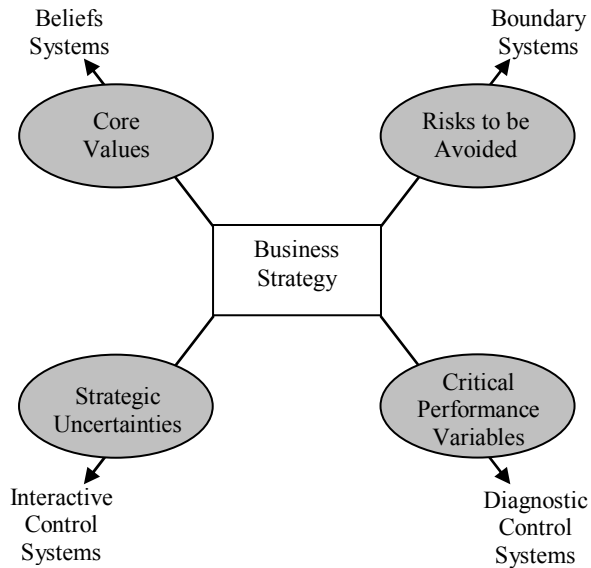 Beliefs
Systems
Boundary
Systems
Core
Values
Risks to be
Avoided
Business
Strategy
Strategic
Uncertainties
Critical
Performance
Variables
Interactive
Control
Systems
Diagnostic
Control
Systems